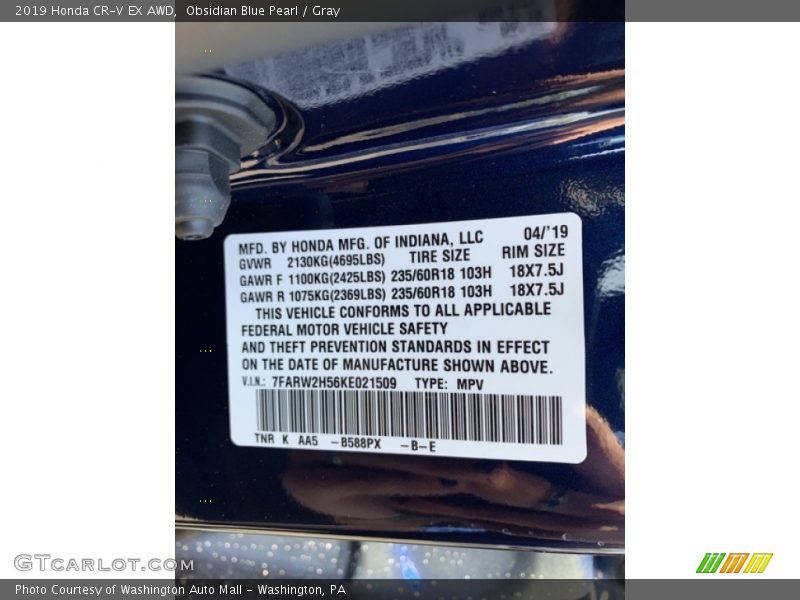 2019 Honda CR-V EX AWD,  Obsidian Blue Pearl / Gray
MFD. BY HONDA MFG. OF INDIANA, LLC 04/'19
GVWR 2130KG(4695LBS) TIRE SIZE RIM SIZE
GAWR F 1100KG(2425LBS) 235/60R18 103H 18X7.5J
GAWR R 1075KG(2369LBS) 235/60R18 103H 18X7.5J
THIS VEHICLE CONFORMS TO ALL APPLICABLE
FEDERAL MOTOR VEHICLE SAFETY
AND THEFT PREVENTION STANDARDS IN EFFECT
ON THE DATE OF MANUFACTURE SHOWN ABOVE.
V.I.N.: 7FARW2H56KE021509 TYPE: MPV
TNR K AA5 -B588PX -B-E
GTcarlot.com
Photo Courtesy of Washington Auto Mall - Washington, PA